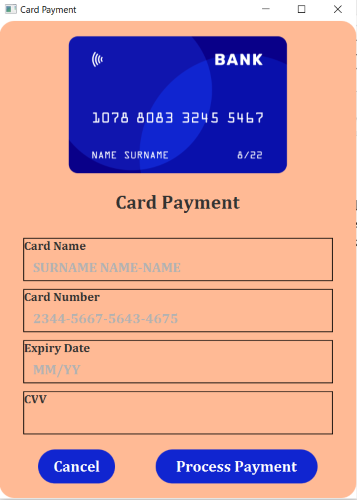 Card Payment
BANK
1078 8083 3245 5467
NAME SURNAME 8/22
Card Payment
Card Name
SURNAME NAME-NAME
Card Number
2344-5667-5643-4675
Expiry Date
MM/YY
CVV
Cancel Process Payment